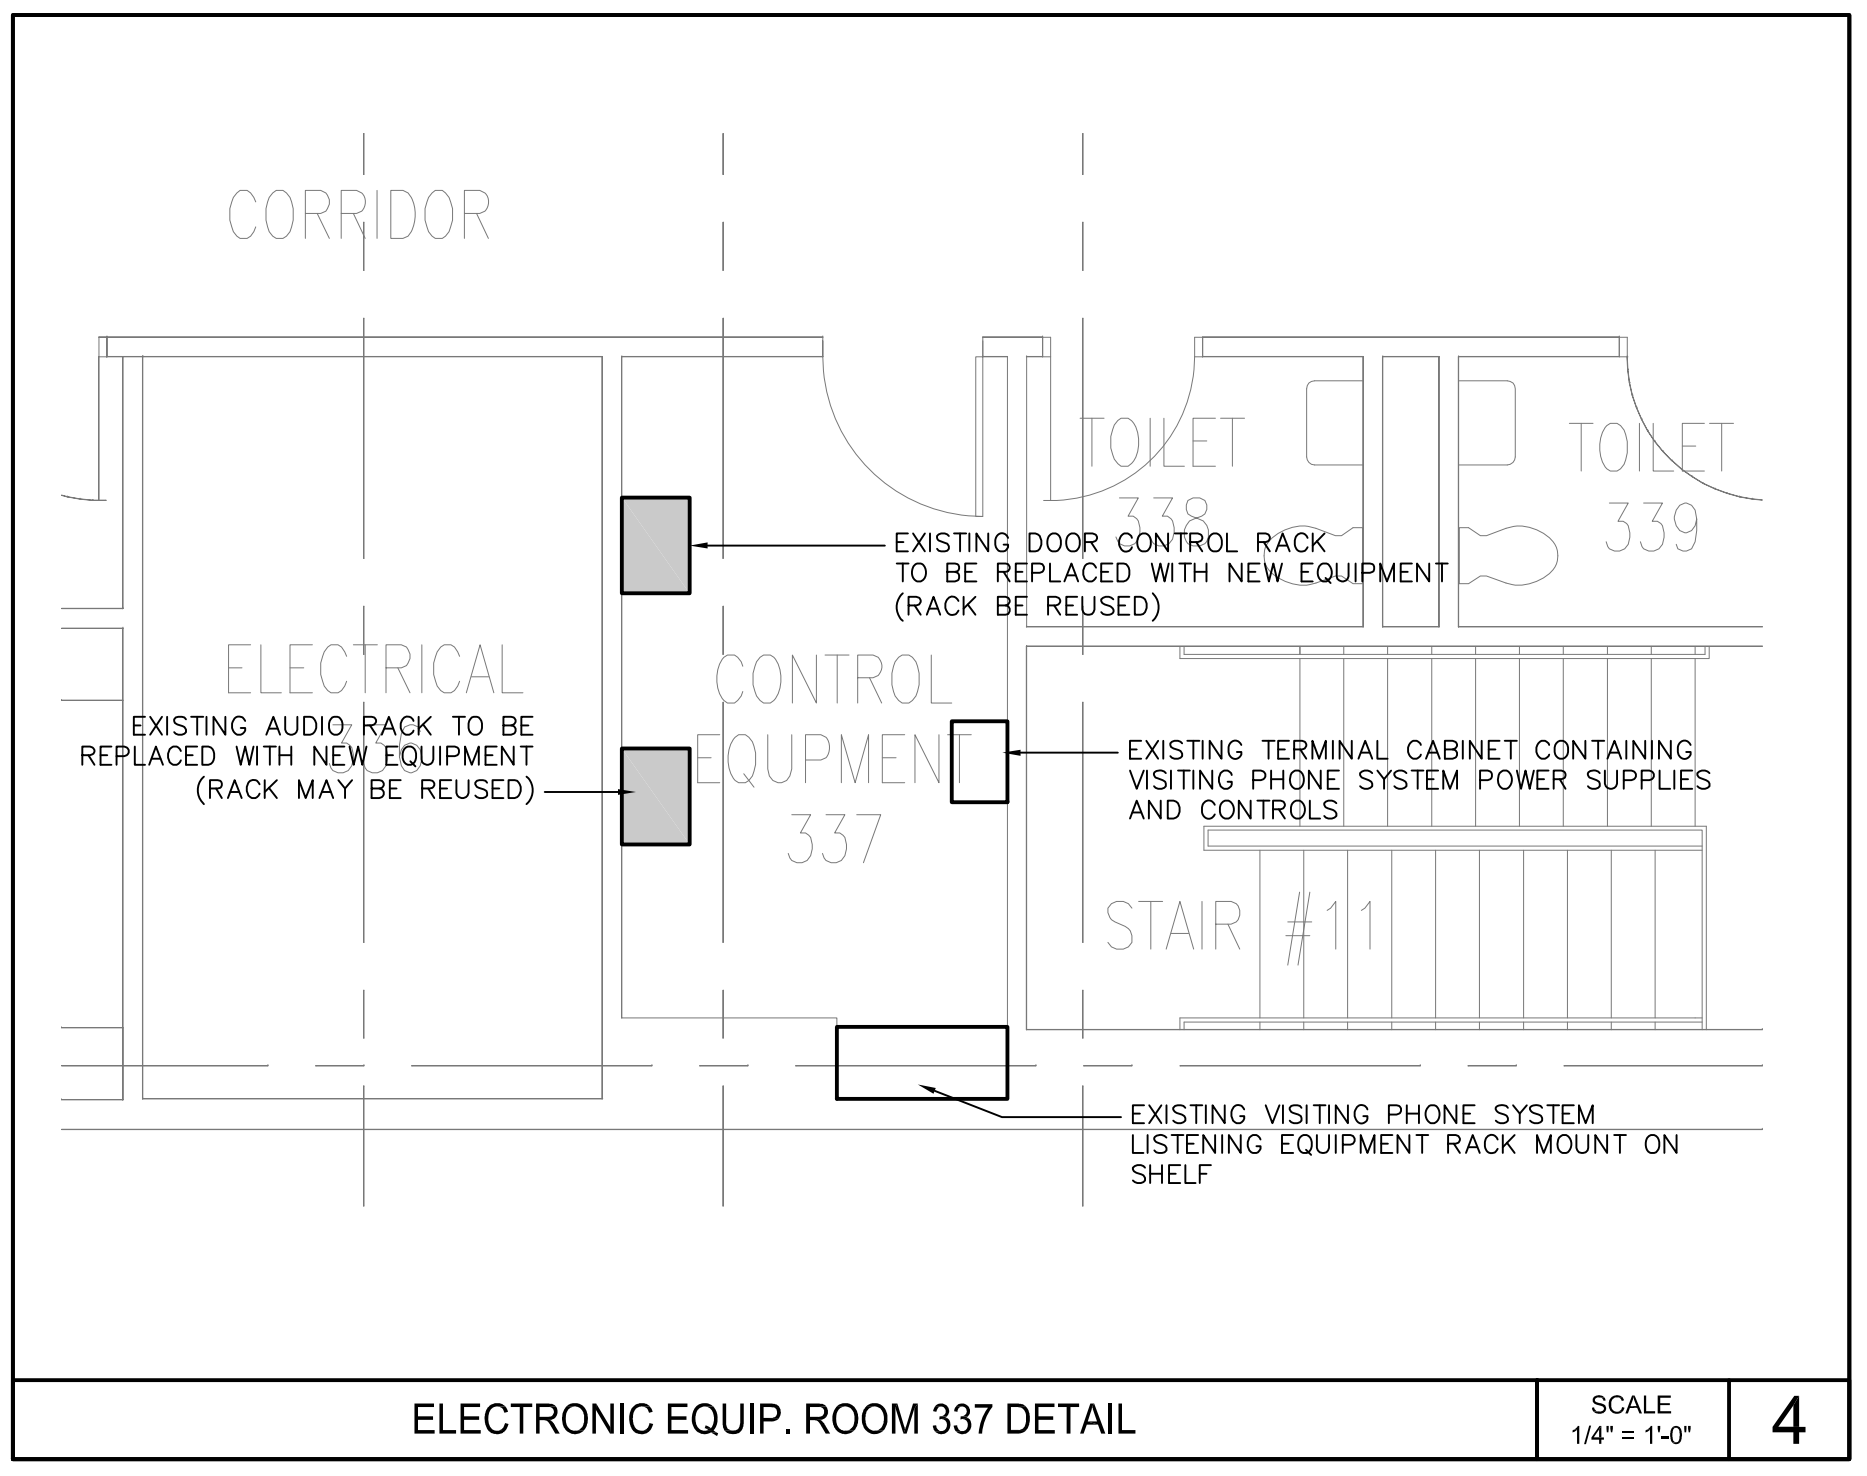 CORRIDOR
TOILET
338
TOILET
339
EXISTING DOOR CONTROL RACK
TO BE REPLACED WITH NEW EQUIPMENT
(RACK BE REUSED)
ELECTRICAL
336
EXISTING AUDIO RACK TO BE
REPLACED WITH NEW EQUIPMENT
(RACK MAY BE REUSED)
CONTROL
EQUPMENT
337
EXISTING TERMINAL CABINET CONTAINING
VISITING PHONE SYSTEM POWER SUPPLIES
AND CONTROLS
STAIR #11
EXISTING VISITING PHONE SYSTEM
LISTENING EQUIPMENT RACK MOUNT ON
SHELF
ELECTRONIC EQUIP. ROOM 337 DETAIL
SCALE
1/4" = 1'-0"
4